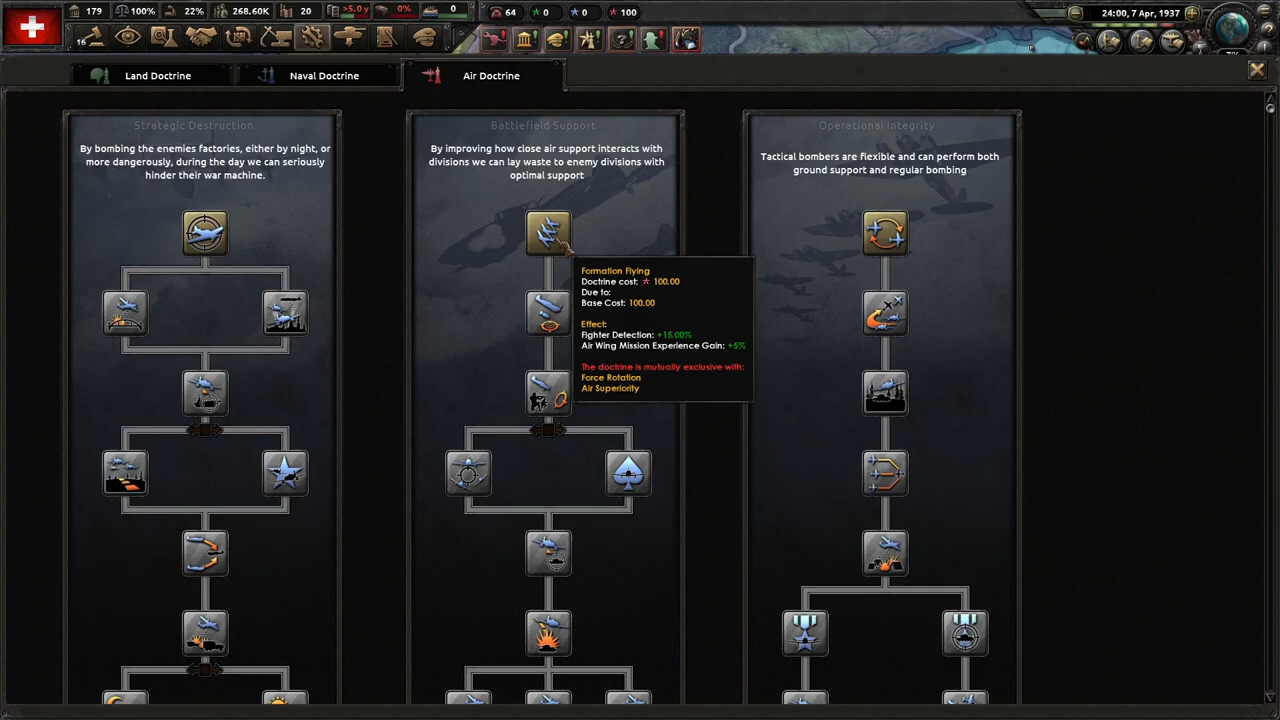 179 100% 22% 268.60K 20 >5.0 y 0% 0 64 0 0 100 24:00, 7 Apr, 1937
16
Land Doctrine Naval Doctrine Air Doctrine
Strategic Destruction
By bombing the enemies factories, either by night, or
more dangerously, during the day we can seriously
hinder their war machine.
Battlefield Support
By improving how close air support interacts with
divisions we can lay waste to enemy divisions with
optimal support
Operational Integrity
Tactical bombers are flexible and can perform both
ground support and regular bombing
Formation Flying
Doctrine cost: 100.00
Due to:
Base Cost: 100.00
Effect:
Fighter Detection: +15.00%
Air Wing Mission Experience Gain: +5%
The doctrine is mutually exclusive with:
Force Rotation
Air Superiority